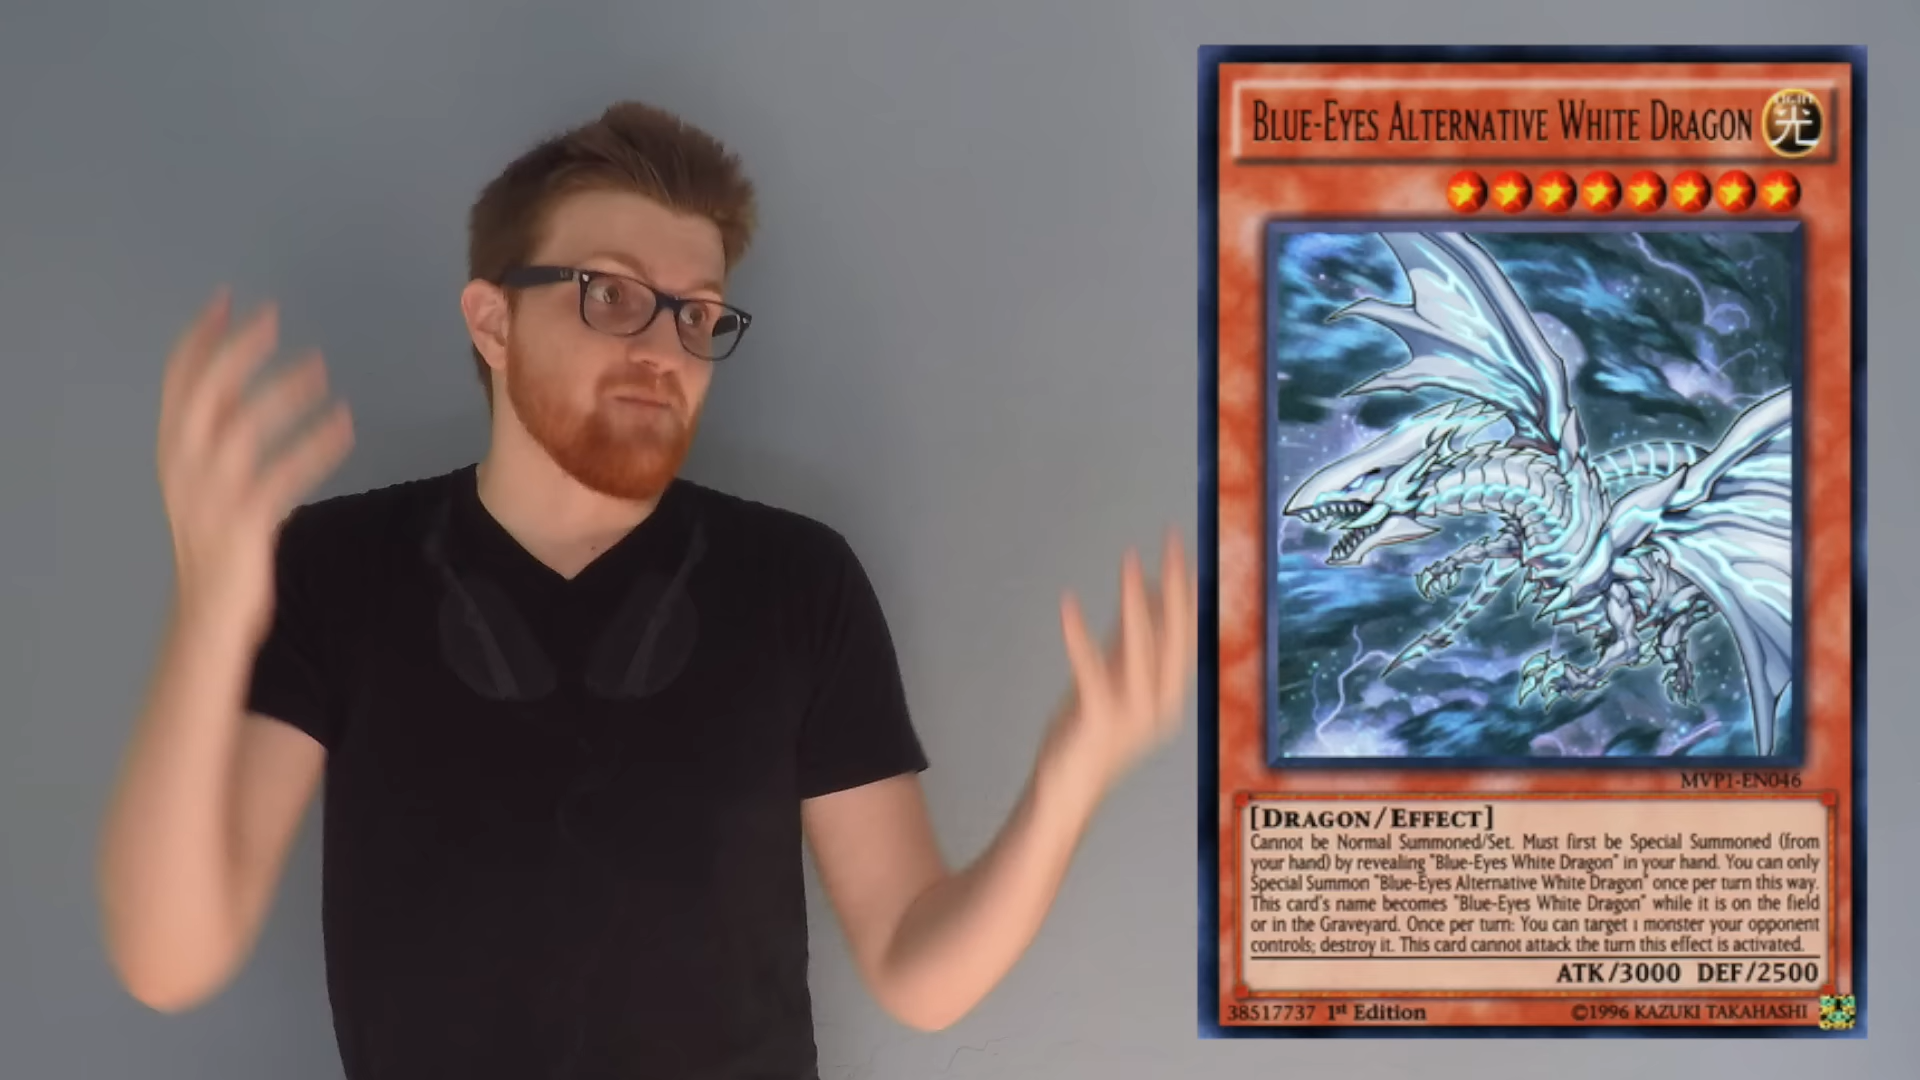 BLUE-EYES ALTERNATIVE WHITE DRAGON
LIGHT
光
MVP1-EN046
[DRAGON/EFFECT]
Cannot be Normal Summoned/Set. Must first be Special Summoned (from
your hand) by revealing "Blue-Eyes White Dragon" in your hand. You can only
Special Summon "Blue-Eyes Alternative White Dragon" once per turn this way.
This card's name becomes "Blue-Eyes White Dragon" while it is on the field
or in the Graveyard. Once per turn: You can target 1 monster your opponent
controls; destroy it. This card cannot attack the turn this effect is activated.
ATK/3000 DEF/2500
38517737 1st Edition ©1996 KAZUKI TAKAHASHI